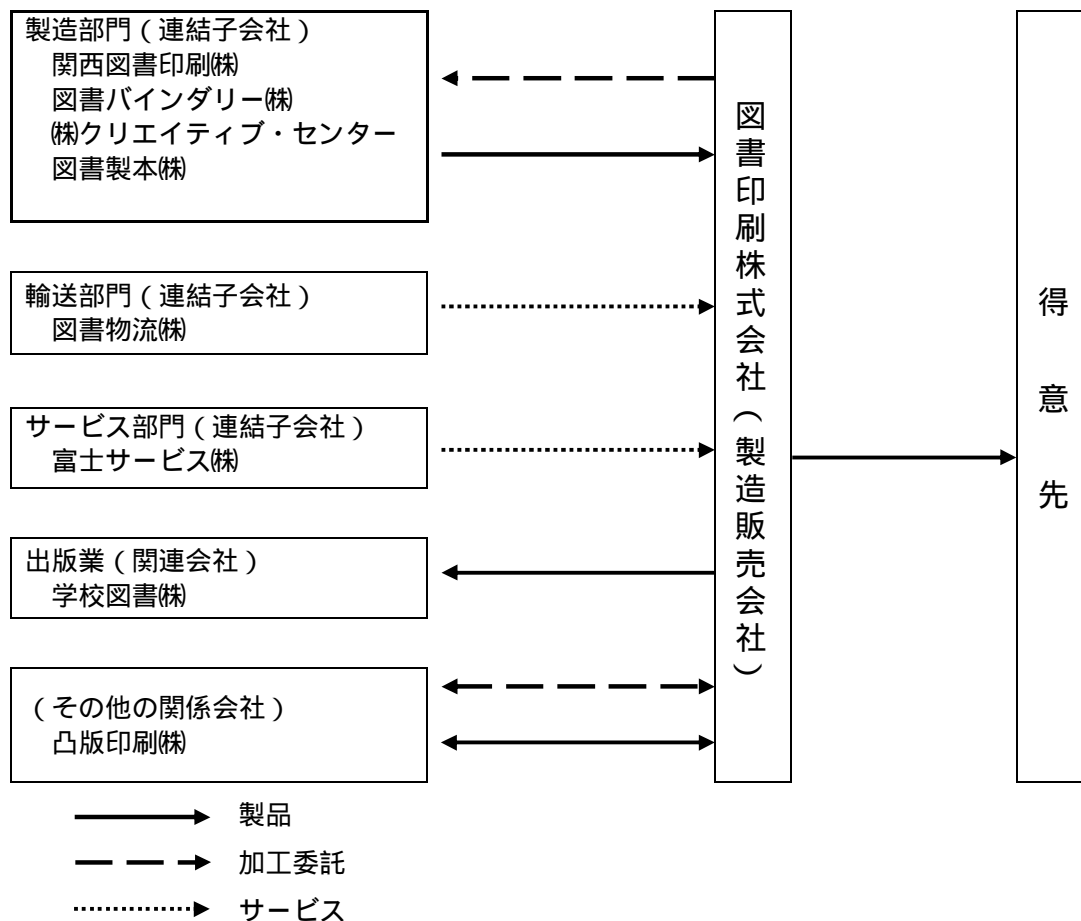 製造部門（連結子会社）
関西図書印刷㈱
図書バインダリー㈱
㈱クリエイティブ・センター
図書製本㈱
輸送部門（連結子会社）
図書物流㈱
サービス部門（連結子会社）
富士サービス㈱
出版業（関連会社）
学校図書㈱
（その他の関係会社）
凸版印刷㈱
図書印刷株式会社（製造販売会社）
得意先
製品
加工委託
サービス